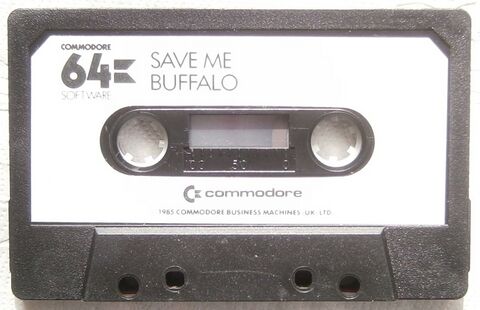 COMMODORE
64
SOFTWARE
SAVE ME
BUFFALO
100 50 0
commodore
1985 COMMODORE BUSINESS MACHINES (UK) LTD.